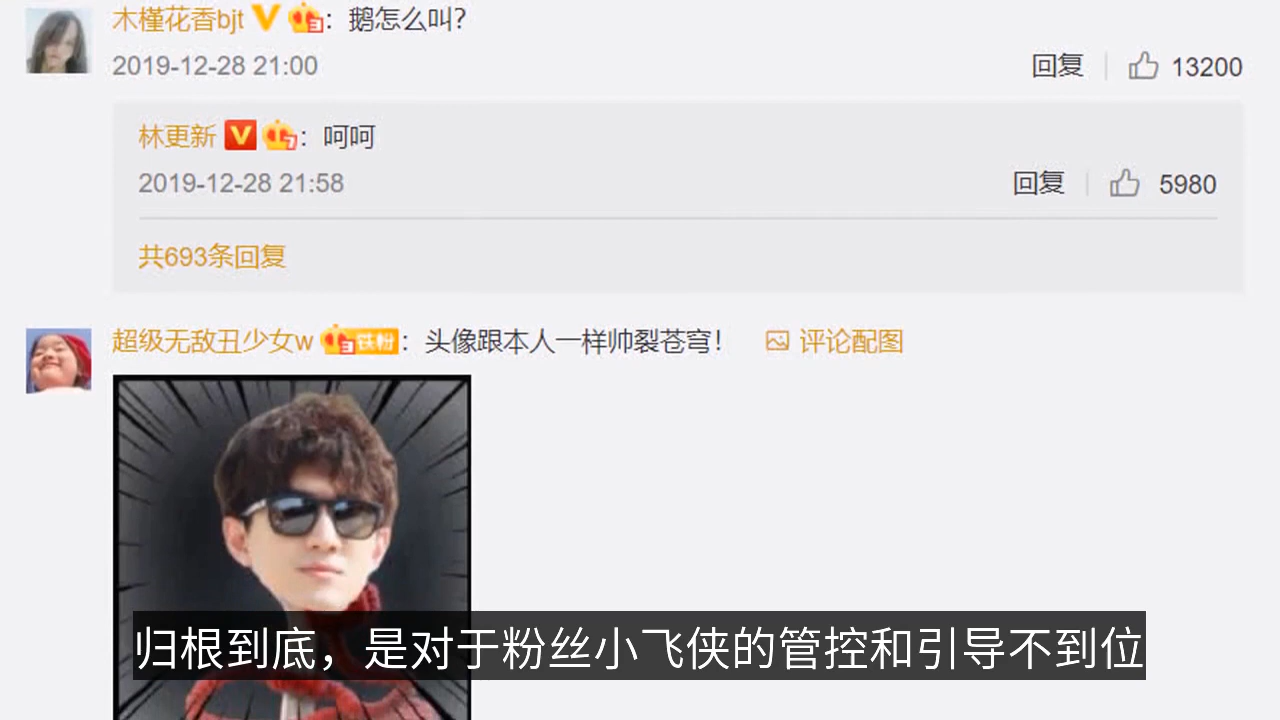 木槿花香bjt V 3：鹅怎么叫？
2019-12-28 21:00
回复 13200
林更新 V 7：呵呵
2019-12-28 21:58
回复 5980
共693条回复
超级无敌丑少女w 3铁粉：头像跟本人一样帅裂苍穹！ 评论配图
归根到底，是对于粉丝小飞侠的管控和引导不到位